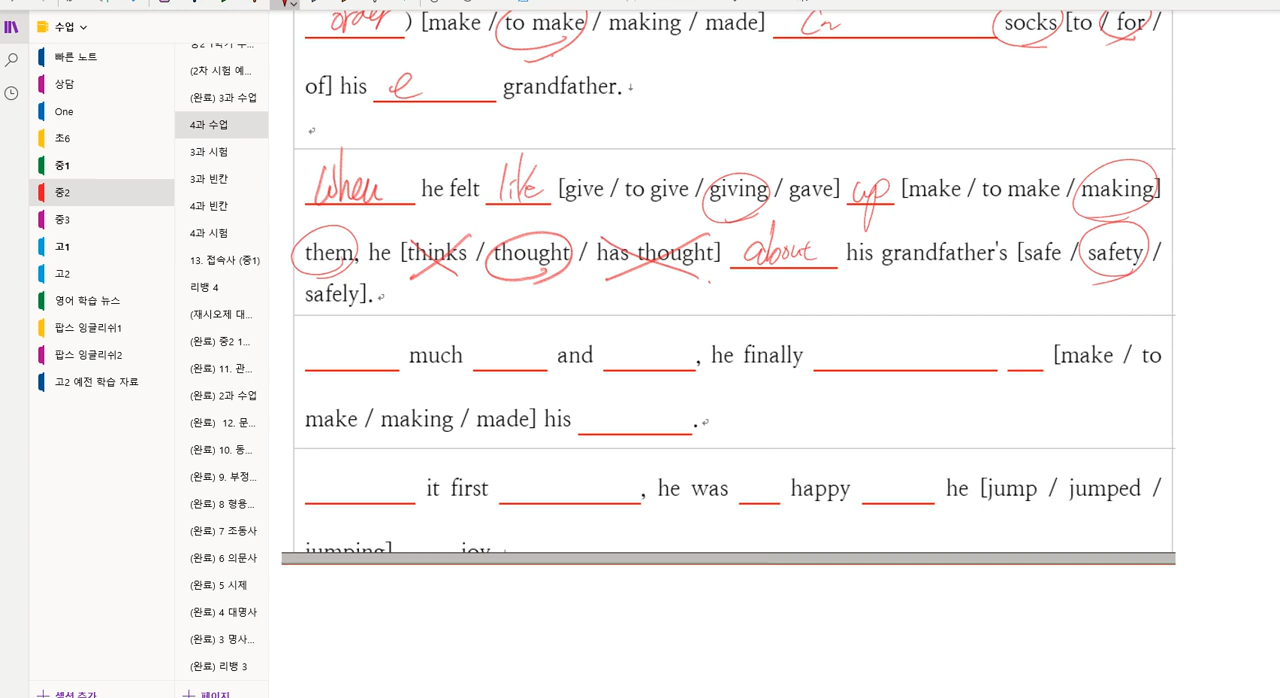 수업
빠른 노트
상담
One
초6
중1
중2
중3
고1
고2
영어 학습 뉴스
팝스 잉글리쉬1
팝스 잉글리쉬2
고2 예전 학습 자료
섹션 추가
(2차 시험 예...
(완료) 3과 수업
4과 수업
3과 시험
3과 빈칸
4과 빈칸
4과 시험
13. 접속사 (중1)
리뱅 4
(재시오제 대...
(완료) 중2 1...
(완료) 11. 관...
(완료) 2과 수업
(완료) 12. 문...
(완료) 10. 동...
(완료) 9. 부정...
(완료) 8 형용...
(완료) 7 조동사
(완료) 6 의문사
(완료) 5 시제
(완료) 4 대명사
(완료) 3 명사...
(완료) 리뱅 3
페이지
order ) [make / to make / making / made] socks [to / for /
of] his e grandfather.
when he felt like [give / to give / giving / gave] up [make / to make / making]
them, he [thinks / thought / has thought] about his grandfather's [safe / safety /
safely].
much and , he finally [make / to
make / making / made] his .
it first , he was happy he [jump / jumped /
jumping] joy.